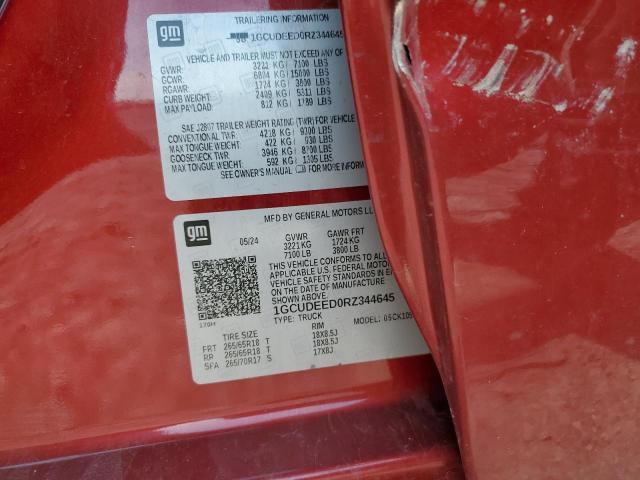 gm
TRAILERING INFORMATION
1GCUDEED0RZ344645
VEHICLE AND TRAILER MUST NOT EXCEED ANY OF
GVWR: 3221 KG / 7100 LBS
GCWR: 6804 KG / 15000 LBS
RGAWR: 1724 KG / 3800 LBS
CURB WEIGHT: 2409 KG / 5311 LBS
MAX PAYLOAD: 812 KG / 1789 LBS
SAE J2807 TRAILER WEIGHT RATING (TWR) FOR VEHICLE
CONVENTIONAL TWR: 4218 KG / 9300 LBS
MAX TONGUE WEIGHT: 422 KG / 930 LBS
GOOSENECK TWR: 3946 KG / 8700 LBS
MAX TONGUE WEIGHT: 592 KG / 1305 LBS
SEE OWNER'S MANUAL FOR MORE INFORM
gm
MFD BY GENERAL MOTORS LL
05/24 GVWR GAWR FRT
3221 KG 1724 KG
7100 LB 3800 LB
THIS VEHICLE CONFORMS TO ALL
APPLICABLE U.S. FEDERAL MOTOR
VEHICLE SAFETY STANDARDS IN E
ON THE DATE OF MANUFACTURE
SHOWN ABOVE.
1GCUDEED0RZ344645
TYPE: TRUCK MODEL:
TIRE SIZE RIM
FRT 265/65R18 T 18X8.5J
RR 265/65R18 T 18X8.5J
SFA 265/70R17 S 17X8J